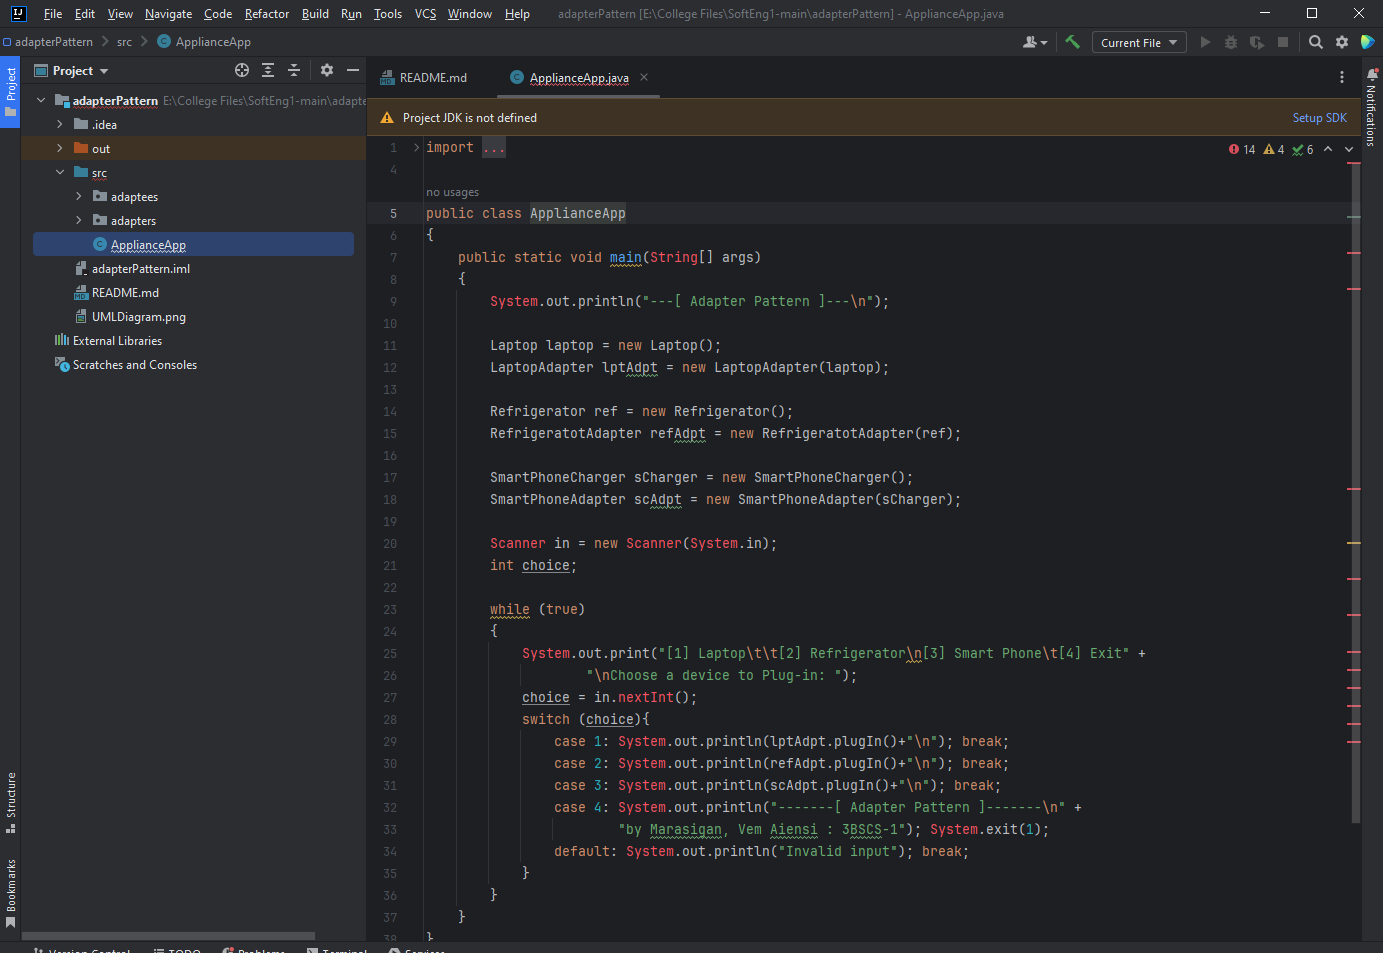 File Edit View Navigate Code Refactor Build Run Tools VCS Window Help adapterPattern [E:\College Files\SoftEng1-main\adapterPattern] - ApplianceApp.java
adapterPattern src ApplianceApp Current File
Project
Project
README.md ApplianceApp.java
Notifications
adapterPattern E:\College Files\SoftEng1-main\adapte
.idea
out
src
adaptees
adapters
ApplianceApp
adapterPattern.iml
README.md
UMLDiagram.png
External Libraries
Scratches and Consoles
Structure
Bookmarks
Project JDK is not defined Setup SDK
14 4 6
1 import ...
4
no usages
5 public class ApplianceApp
6 {
7 public static void main(String[] args)
8 {
9 System.out.println("---[ Adapter Pattern ]---\n");
10
11 Laptop laptop = new Laptop();
12 LaptopAdapter lptAdpt = new LaptopAdapter(laptop);
13
14 Refrigerator ref = new Refrigerator();
15 RefrigeratotAdapter refAdpt = new RefrigeratotAdapter(ref);
16
17 SmartPhoneCharger sCharger = new SmartPhoneCharger();
18 SmartPhoneAdapter scAdpt = new SmartPhoneAdapter(sCharger);
19
20 Scanner in = new Scanner(System.in);
21 int choice;
22
23 while (true)
24 {
25 System.out.print("[1] Laptop\t\t[2] Refrigerator\n[3] Smart Phone\t[4] Exit" +
26 "\nChoose a device to Plug-in: ");
27 choice = in.nextInt();
28 switch (choice){
29 case 1: System.out.println(lptAdpt.plugIn()+"\n"); break;
30 case 2: System.out.println(refAdpt.plugIn()+"\n"); break;
31 case 3: System.out.println(scAdpt.plugIn()+"\n"); break;
32 case 4: System.out.println("-------[ Adapter Pattern ]-------\n" +
33 "by Marasigan, Vem Aiensi : 3BSCS-1"); System.exit(1);
34 default: System.out.println("Invalid input"); break;
35 }
36 }
37 }
38 }
Version Control TODO Problems Terminal Services